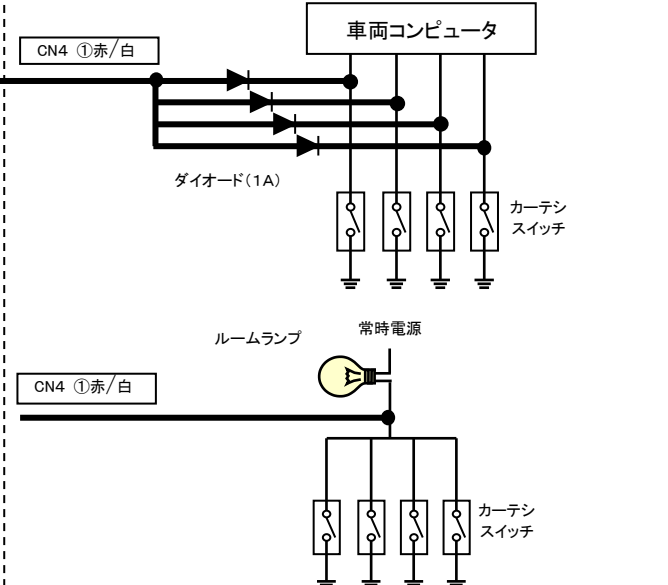 車両コンピュータ
CN4 ①赤/白
ダイオード(1A)
カーテシ
スイッチ
ルームランプ
常時電源
CN4 ①赤/白
カーテシ
スイッチ